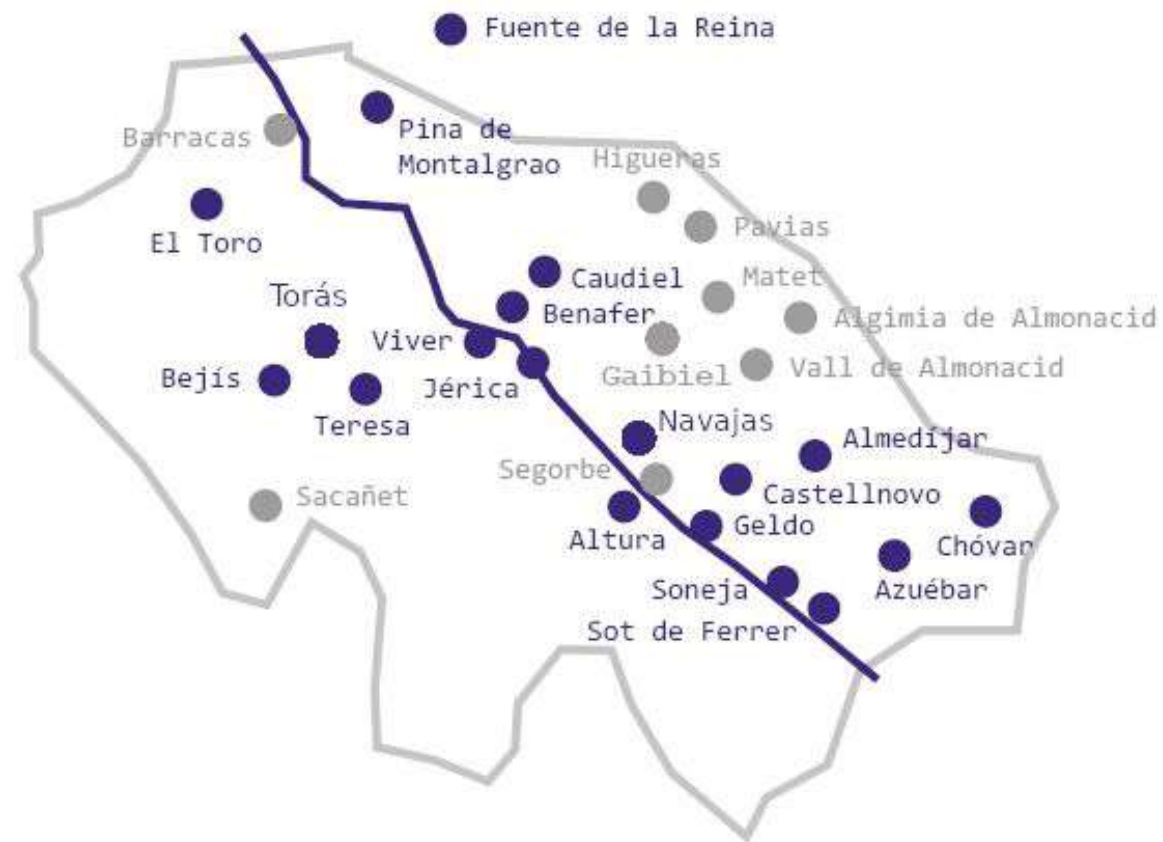 Fuente de la Reina
Barracas
Pina de
Montalgrao
Higueras
Pavias
El Toro
Caudiel
Matet
Torás
Benafer
Algimia de Almonacid
Viver
Gaibiel
Vall de Almonacid
Bejís
Jérica
Teresa
Navajas
Almedíjar
Segorbe
Sacañet
Castellnovo
Altura
Geldo
Chóvar
Soneja
Azuébar
Sot de Ferrer